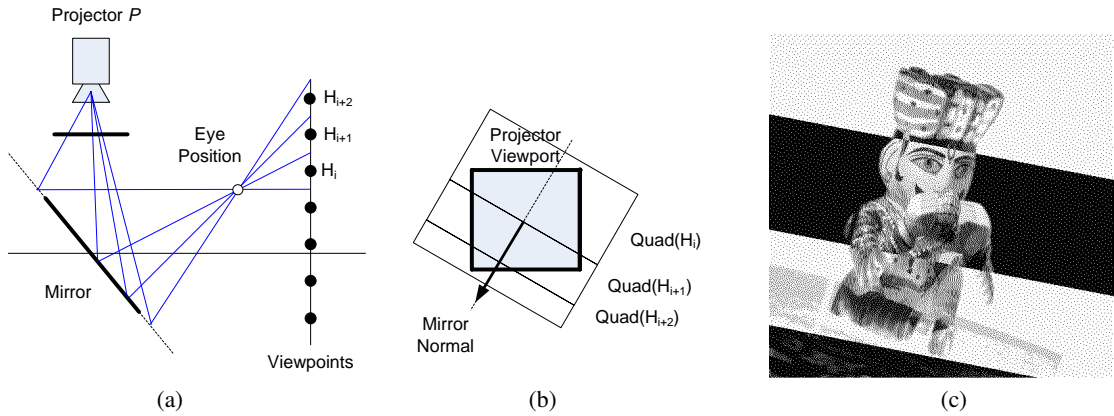 Projector P
Eye
Position
H_{i+2}
H_{i+1}
H_i
Mirror
Viewpoints
(a)
Projector
Viewport
Quad(H_i)
Quad(H_{i+1})
Quad(H_{i+2})
Mirror
Normal
(b)
(c)